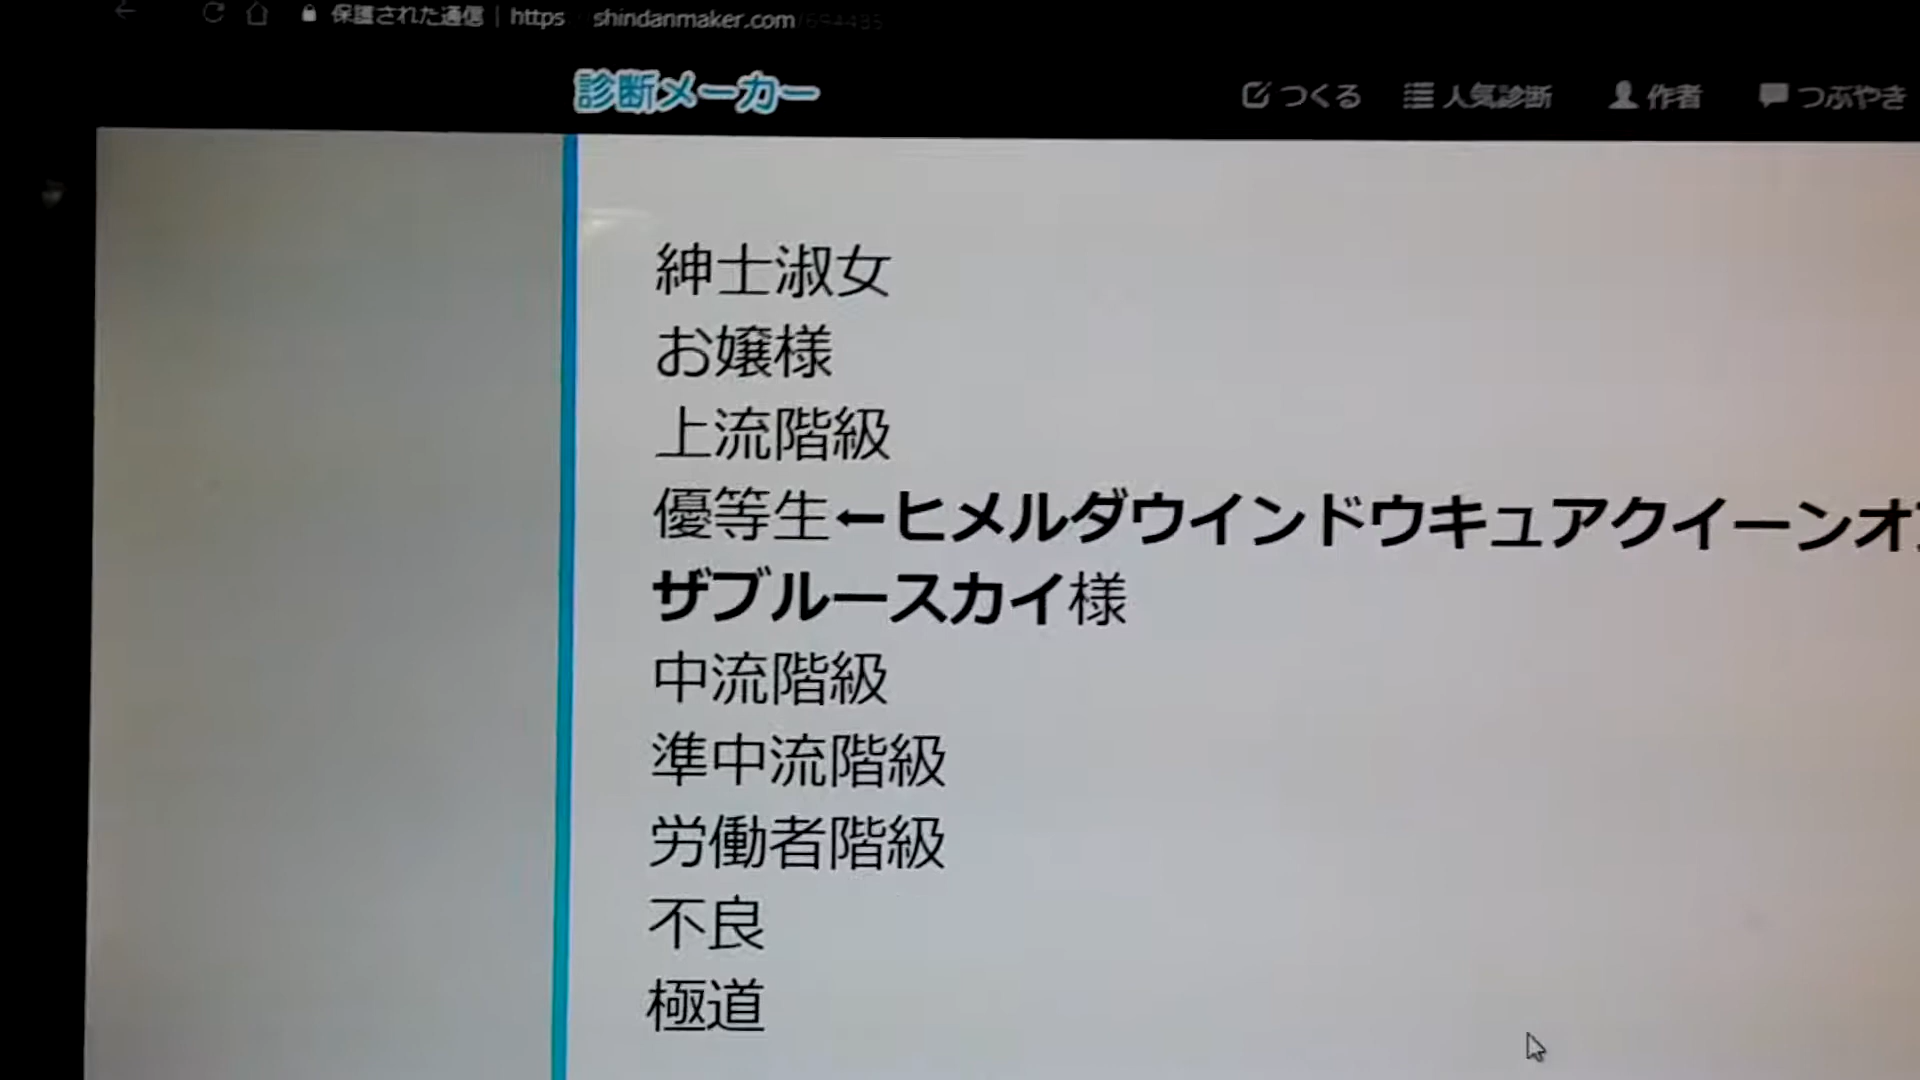 保護された通信 | https://shindanmaker.com/
診断メーカー
つくる 人気診断 作者 つぶやき
紳士淑女
お嬢様
上流階級
優等生←ヒメルダウインドウキュアクイーンオ
ザブルースカイ様
中流階級
準中流階級
労働者階級
不良
極道